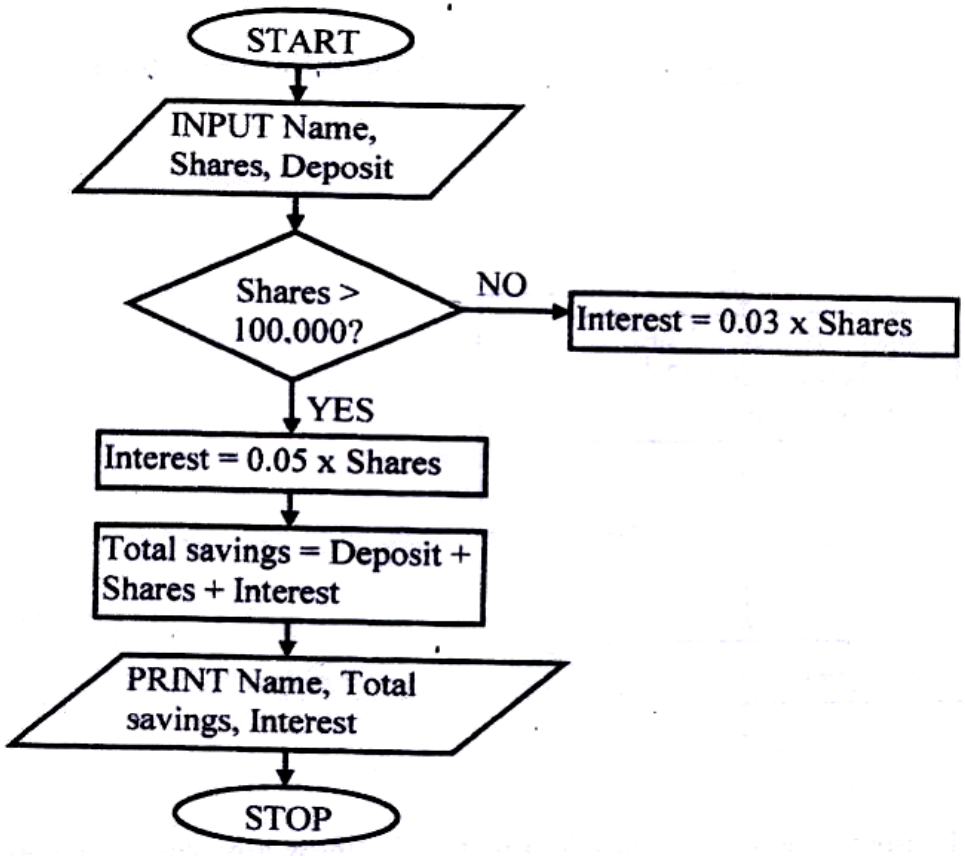 START
INPUT Name,
Shares, Deposit
Shares >
100.000?
NO
Interest = 0.03 x Shares
YES
Interest = 0.05 x Shares
Total savings = Deposit +
Shares + Interest
PRINT Name, Total
savings, Interest
STOP